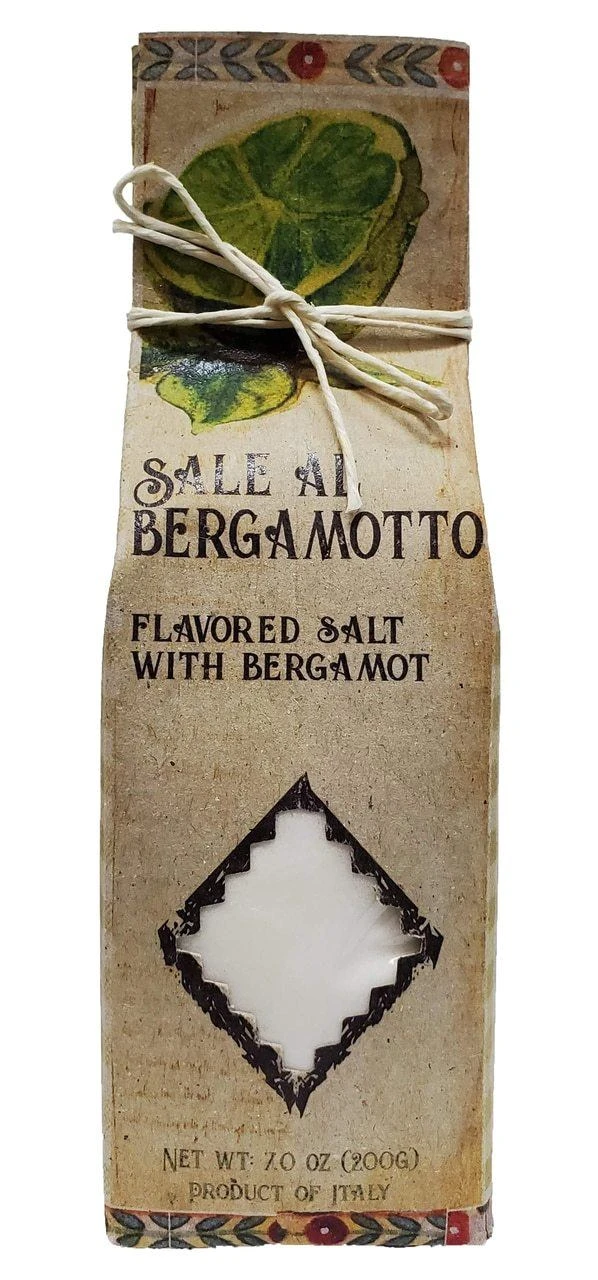 SALE AL
BERGAMOTTO
FLAVORED SALT
WITH BERGAMOT
NET WT: 7.0 OZ (200G)
PRODUCT OF ITALY